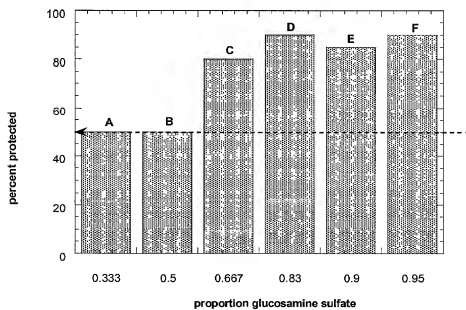 100
80
60
40
20
0
percent protected
A
B
C
D
E
F
0.333
0.5
0.667
0.83
0.9
0.95
proportion glucosamine sulfate